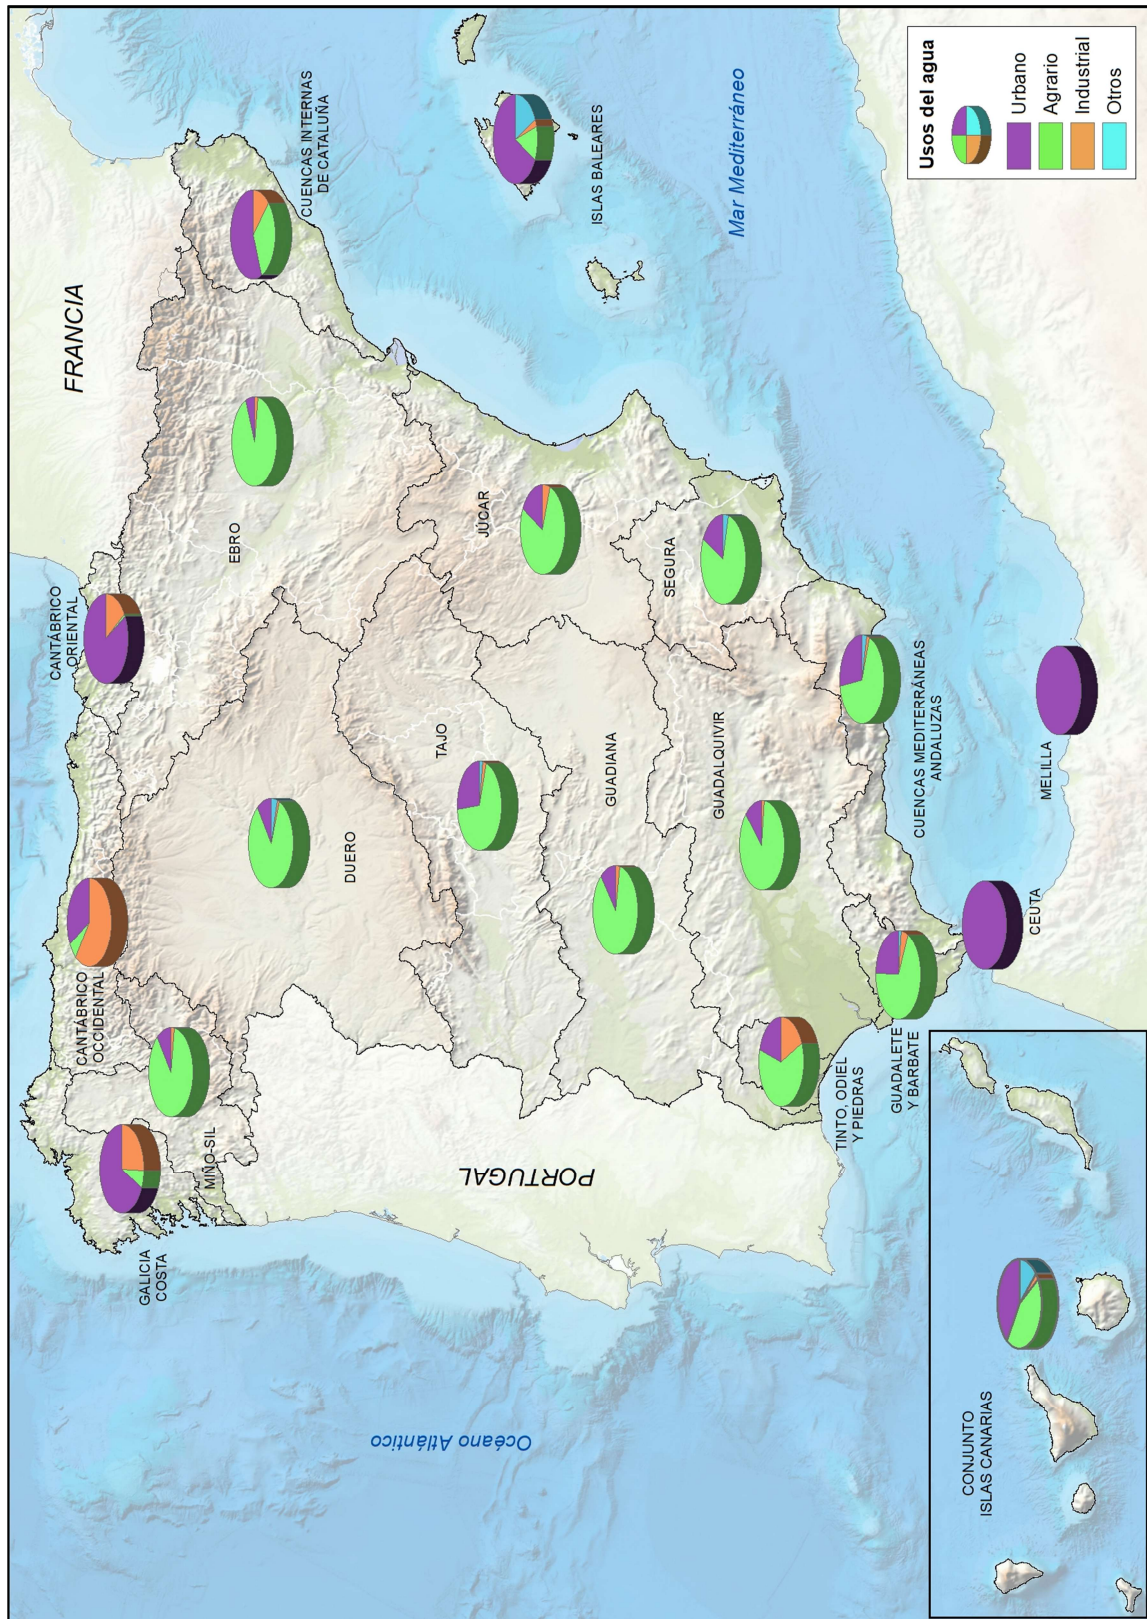 CANTÁBRICO
ORIENTAL
FRANCIA
CANTÁBRICO
OCCIDENTAL
GALICIA
COSTA
MIÑO-SIL
EBRO
CUENCAS INTERNAS
DE CATALUÑA
DUERO
TAJO
JÚCAR
PORTUGAL
Océano Atlántico
ISLAS BALEARES
GUADIANA
SEGURA
GUADALQUIVIR
Mar Mediterráneo
TINTO, ODIEL
Y PIEDRAS
GUADALETE
Y BARBATE
CUENCAS MEDITERRÁNEAS
ANDALUZAS
CEUTA
MELILLA
CONJUNTO
ISLAS CANARIAS
Usos del agua
Urbano
Agrario
Industrial
Otros